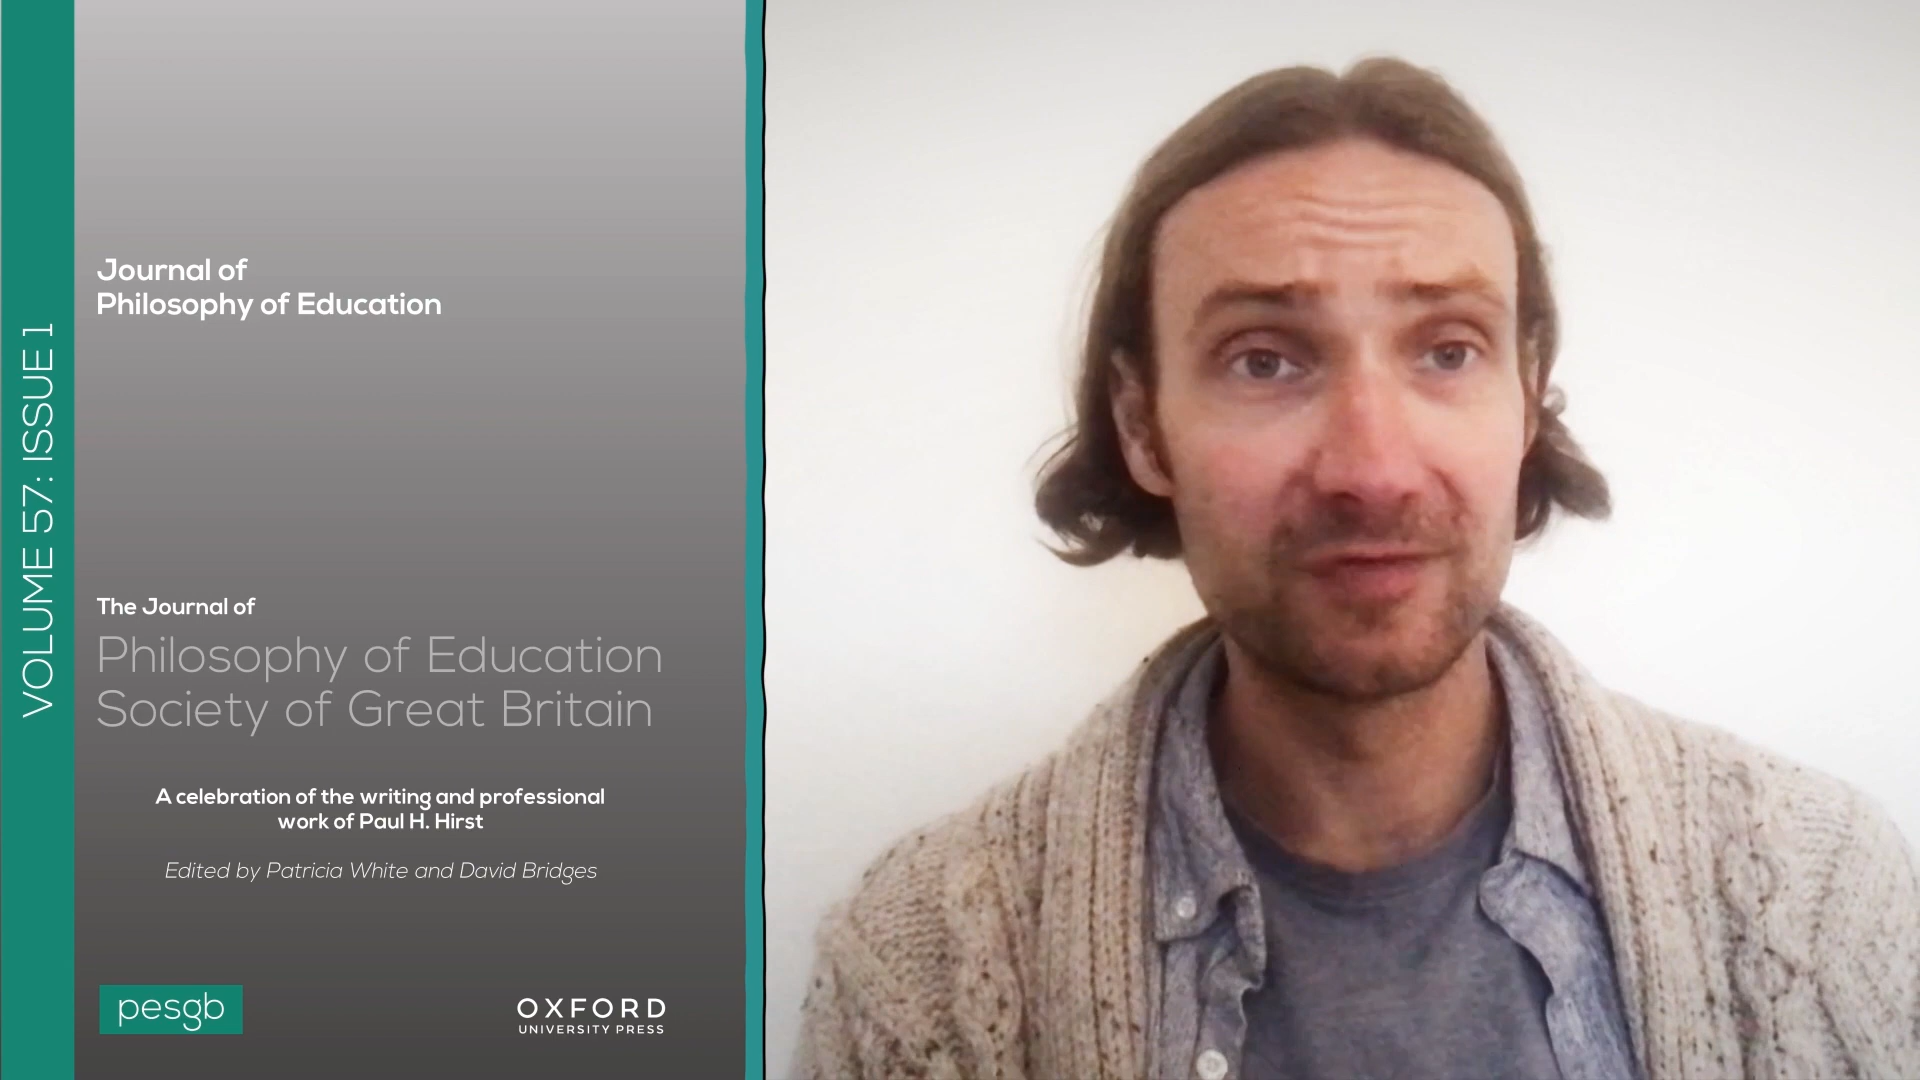 VOLUME 57: ISSUE 1
Journal of
Philosophy of Education
The Journal of
Philosophy of Education
Society of Great Britain
A celebration of the writing and professional
work of Paul H. Hirst
Edited by Patricia White and David Bridges
pesgb
OXFORD
UNIVERSITY PRESS